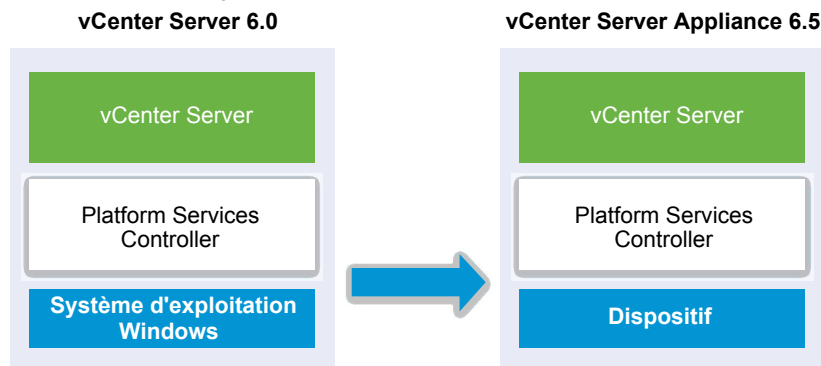 vCenter Server 6.0
vCenter Server
Platform Services
Controller
Système d'exploitation
Windows
vCenter Server Appliance 6.5
vCenter Server
Platform Services
Controller
Dispositif